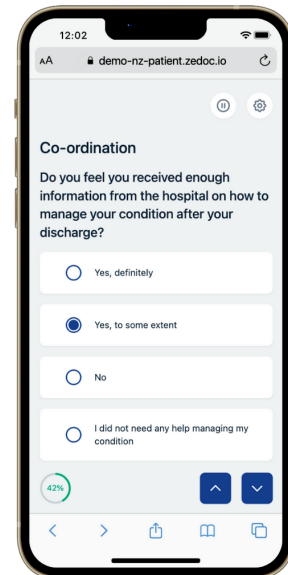 12:02
AA demo-nz-patient.zedoc.io
Co-ordination
Do you feel you received enough
information from the hospital on how to
manage your condition after your
discharge?
Yes, definitely
Yes, to some extent
No
I did not need any help managing my
condition
42%